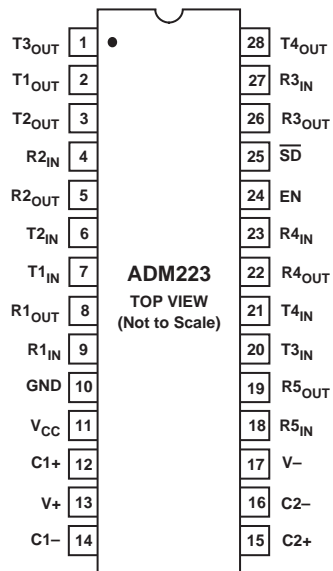 T3OUT 1 28 T4OUT
T1OUT 2 27 R3IN
T2OUT 3 26 R3OUT
R2IN 4 25 SD
R2OUT 5 24 EN
T2IN 6 23 R4IN
T1IN 7 22 R4OUT
R1OUT 8 21 T4IN
R1IN 9 20 T3IN
GND 10 19 R5OUT
VCC 11 18 R5IN
C1+ 12 17 V–
V+ 13 16 C2–
C1– 14 15 C2+
ADM223
TOP VIEW
(Not to Scale)